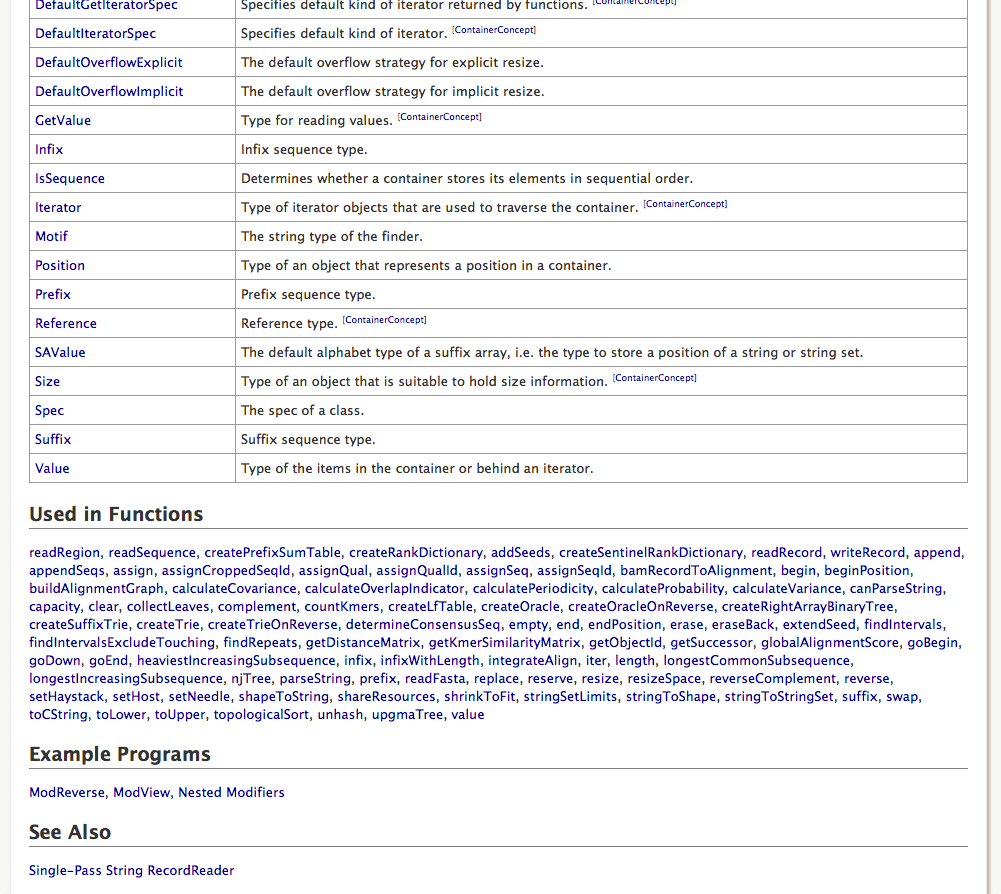 DefaultGetIteratorSpec Specifies default kind of iterator returned by functions. [ContainerConcept]
DefaultIteratorSpec Specifies default kind of iterator. [ContainerConcept]
DefaultOverflowExplicit The default overflow strategy for explicit resize.
DefaultOverflowImplicit The default overflow strategy for implicit resize.
GetValue Type for reading values. [ContainerConcept]
Infix Infix sequence type.
IsSequence Determines whether a container stores its elements in sequential order.
Iterator Type of iterator objects that are used to traverse the container. [ContainerConcept]
Motif The string type of the finder.
Position Type of an object that represents a position in a container.
Prefix Prefix sequence type.
Reference Reference type. [ContainerConcept]
SAValue The default alphabet type of a suffix array, i.e. the type to store a position of a string or string set.
Size Type of an object that is suitable to hold size information. [ContainerConcept]
Spec The spec of a class.
Suffix Suffix sequence type.
Value Type of the items in the container or behind an iterator.
Used in Functions
readRegion, readSequence, createPrefixSumTable, createRankDictionary, addSeeds, createSentinelRankDictionary, readRecord, writeRecord, append,
appendSeqs, assign, assignCroppedSeqId, assignQual, assignQualId, assignSeq, assignSeqId, bamRecordToAlignment, begin, beginPosition,
buildAlignmentGraph, calculateCovariance, calculateOverlapIndicator, calculatePeriodicity, calculateProbability, calculateVariance, canParseString,
capacity, clear, collectLeaves, complement, countKmers, createLfTable, createOracle, createOracleOnReverse, createRightArrayBinaryTree,
createSuffixTrie, createTrie, createTrieOnReverse, determineConsensusSeq, empty, end, endPosition, erase, eraseBack, extendSeed, findIntervals,
findIntervalsExcludeTouching, findRepeats, getDistanceMatrix, getKmerSimilarityMatrix, getObjectId, getSuccessor, globalAlignmentScore, goBegin,
goDown, goEnd, heaviestIncreasingSubsequence, infix, infixWithLength, integrateAlign, iter, length, longestCommonSubsequence,
longestIncreasingSubsequence, njTree, parseString, prefix, readFasta, replace, reserve, resize, resizeSpace, reverseComplement, reverse,
setHaystack, setHost, setNeedle, shapeToString, shareResources, shrinkToFit, stringSetLimits, stringToShape, stringToStringSet, suffix, swap,
toCString, toLower, toUpper, topologicalSort, unhash, upgmaTree, value
Example Programs
ModReverse, ModView, Nested Modifiers
See Also
Single-Pass String RecordReader